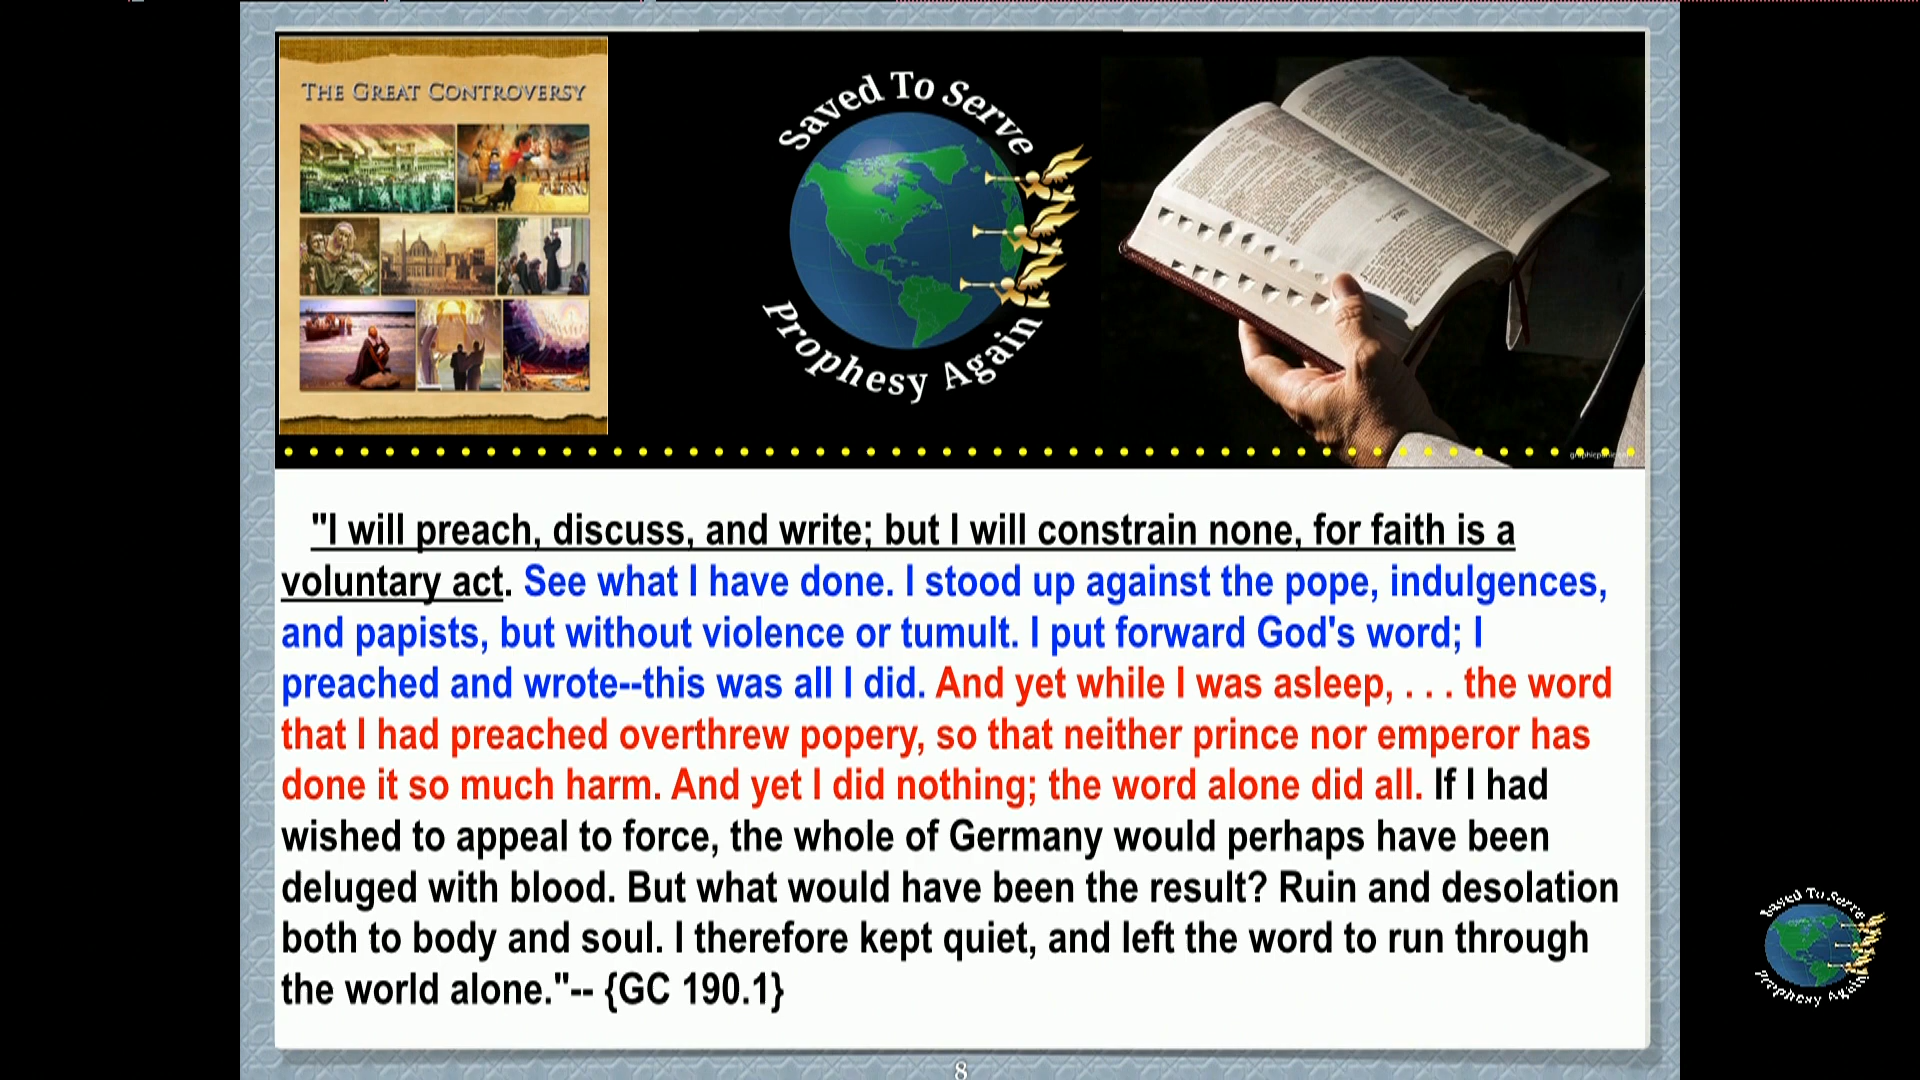 THE GREAT CONTROVERSY
Saved To Serve
Prophesy Again
"I will preach, discuss, and write; but I will constrain none, for faith is a
voluntary act. See what I have done. I stood up against the pope, indulgences,
and papists, but without violence or tumult. I put forward God's word; I
preached and wrote--this was all I did. And yet while I was asleep, . . . the word
that I had preached overthrew popery, so that neither prince nor emperor has
done it so much harm. And yet I did nothing; the word alone did all. If I had
wished to appeal to force, the whole of Germany would perhaps have been
deluged with blood. But what would have been the result? Ruin and desolation
both to body and soul. I therefore kept quiet, and left the word to run through
the world alone."-- {GC 190.1}
8
Saved To Serve
Prophesy Again